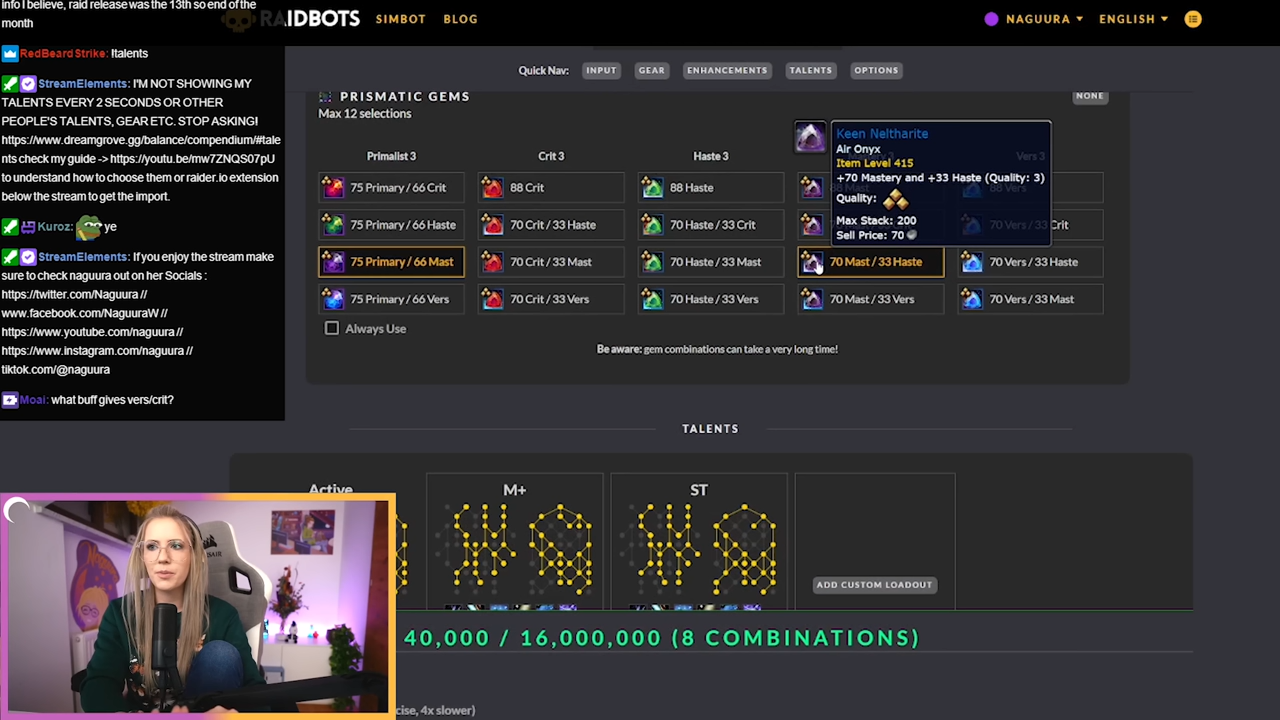 info I believe, raid release was the 13th so end of the
month
RedBeardStrike: !talents
StreamElements: I'M NOT SHOWING MY
TALENTS EVERY 2 SECONDS OR OTHER
PEOPLE'S TALENTS, GEAR ETC. STOP ASKING!
https://www.dreamgrove.gg/balance/compendium/#tale
nts check my guide -> https://youtu.be/mw7ZNQS07pU
to understand how to choose them or raider.io extension
below the stream to get the import.
Kuroz: ye
StreamElements: If you enjoy the stream make
sure to check naguura out on her Socials :
https://twitter.com/Naguura //
www.facebook.com/NaguuraW //
https://www.youtube.com/naguura //
https://www.instagram.com/naguura //
tiktok.com/@naguura
Moai: what buff gives vers/crit?
RAIDBOTS
SIMBOT
BLOG
NAGUURA
ENGLISH
Quick Nav:
INPUT
GEAR
ENHANCEMENTS
TALENTS
OPTIONS
PRISMATIC GEMS
NONE
Max 12 selections
Keen Neltharite
Air Onyx
Item Level 415
+70 Mastery and +33 Haste (Quality: 3)
Quality:
Max Stack: 200
Sell Price: 70
Primalist 3
Crit 3
Haste 3
Vers 3
75 Primary / 66 Crit
88 Crit
88 Haste
75 Primary / 66 Haste
70 Crit / 33 Haste
70 Haste / 33 Crit
75 Primary / 66 Mast
70 Crit / 33 Mast
70 Haste / 33 Mast
70 Mast / 33 Haste
70 Vers / 33 Haste
75 Primary / 66 Vers
70 Crit / 33 Vers
70 Haste / 33 Vers
70 Mast / 33 Vers
70 Vers / 33 Mast
Always Use
Be aware: gem combinations can take a very long time!
TALENTS
Active
M+
ST
ADD CUSTOM LOADOUT
40,000 / 16,000,000 (8 COMBINATIONS)
cise, 4x slower)